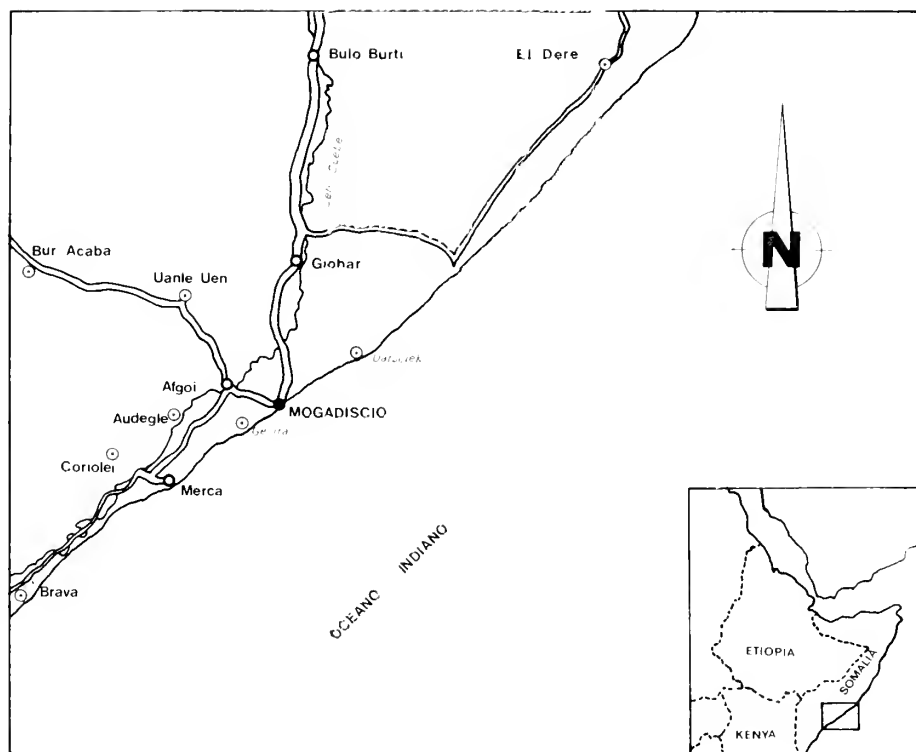 Bulo Burti
El Dere
N
Bur Acaba
Uanle Uen
Giohar
Afgoi
MOGADISCIO
Audegle
Coriolei
Merca
Brava
OCEANO INDIANO
ETIOPIA
SOMALIA
KENYA